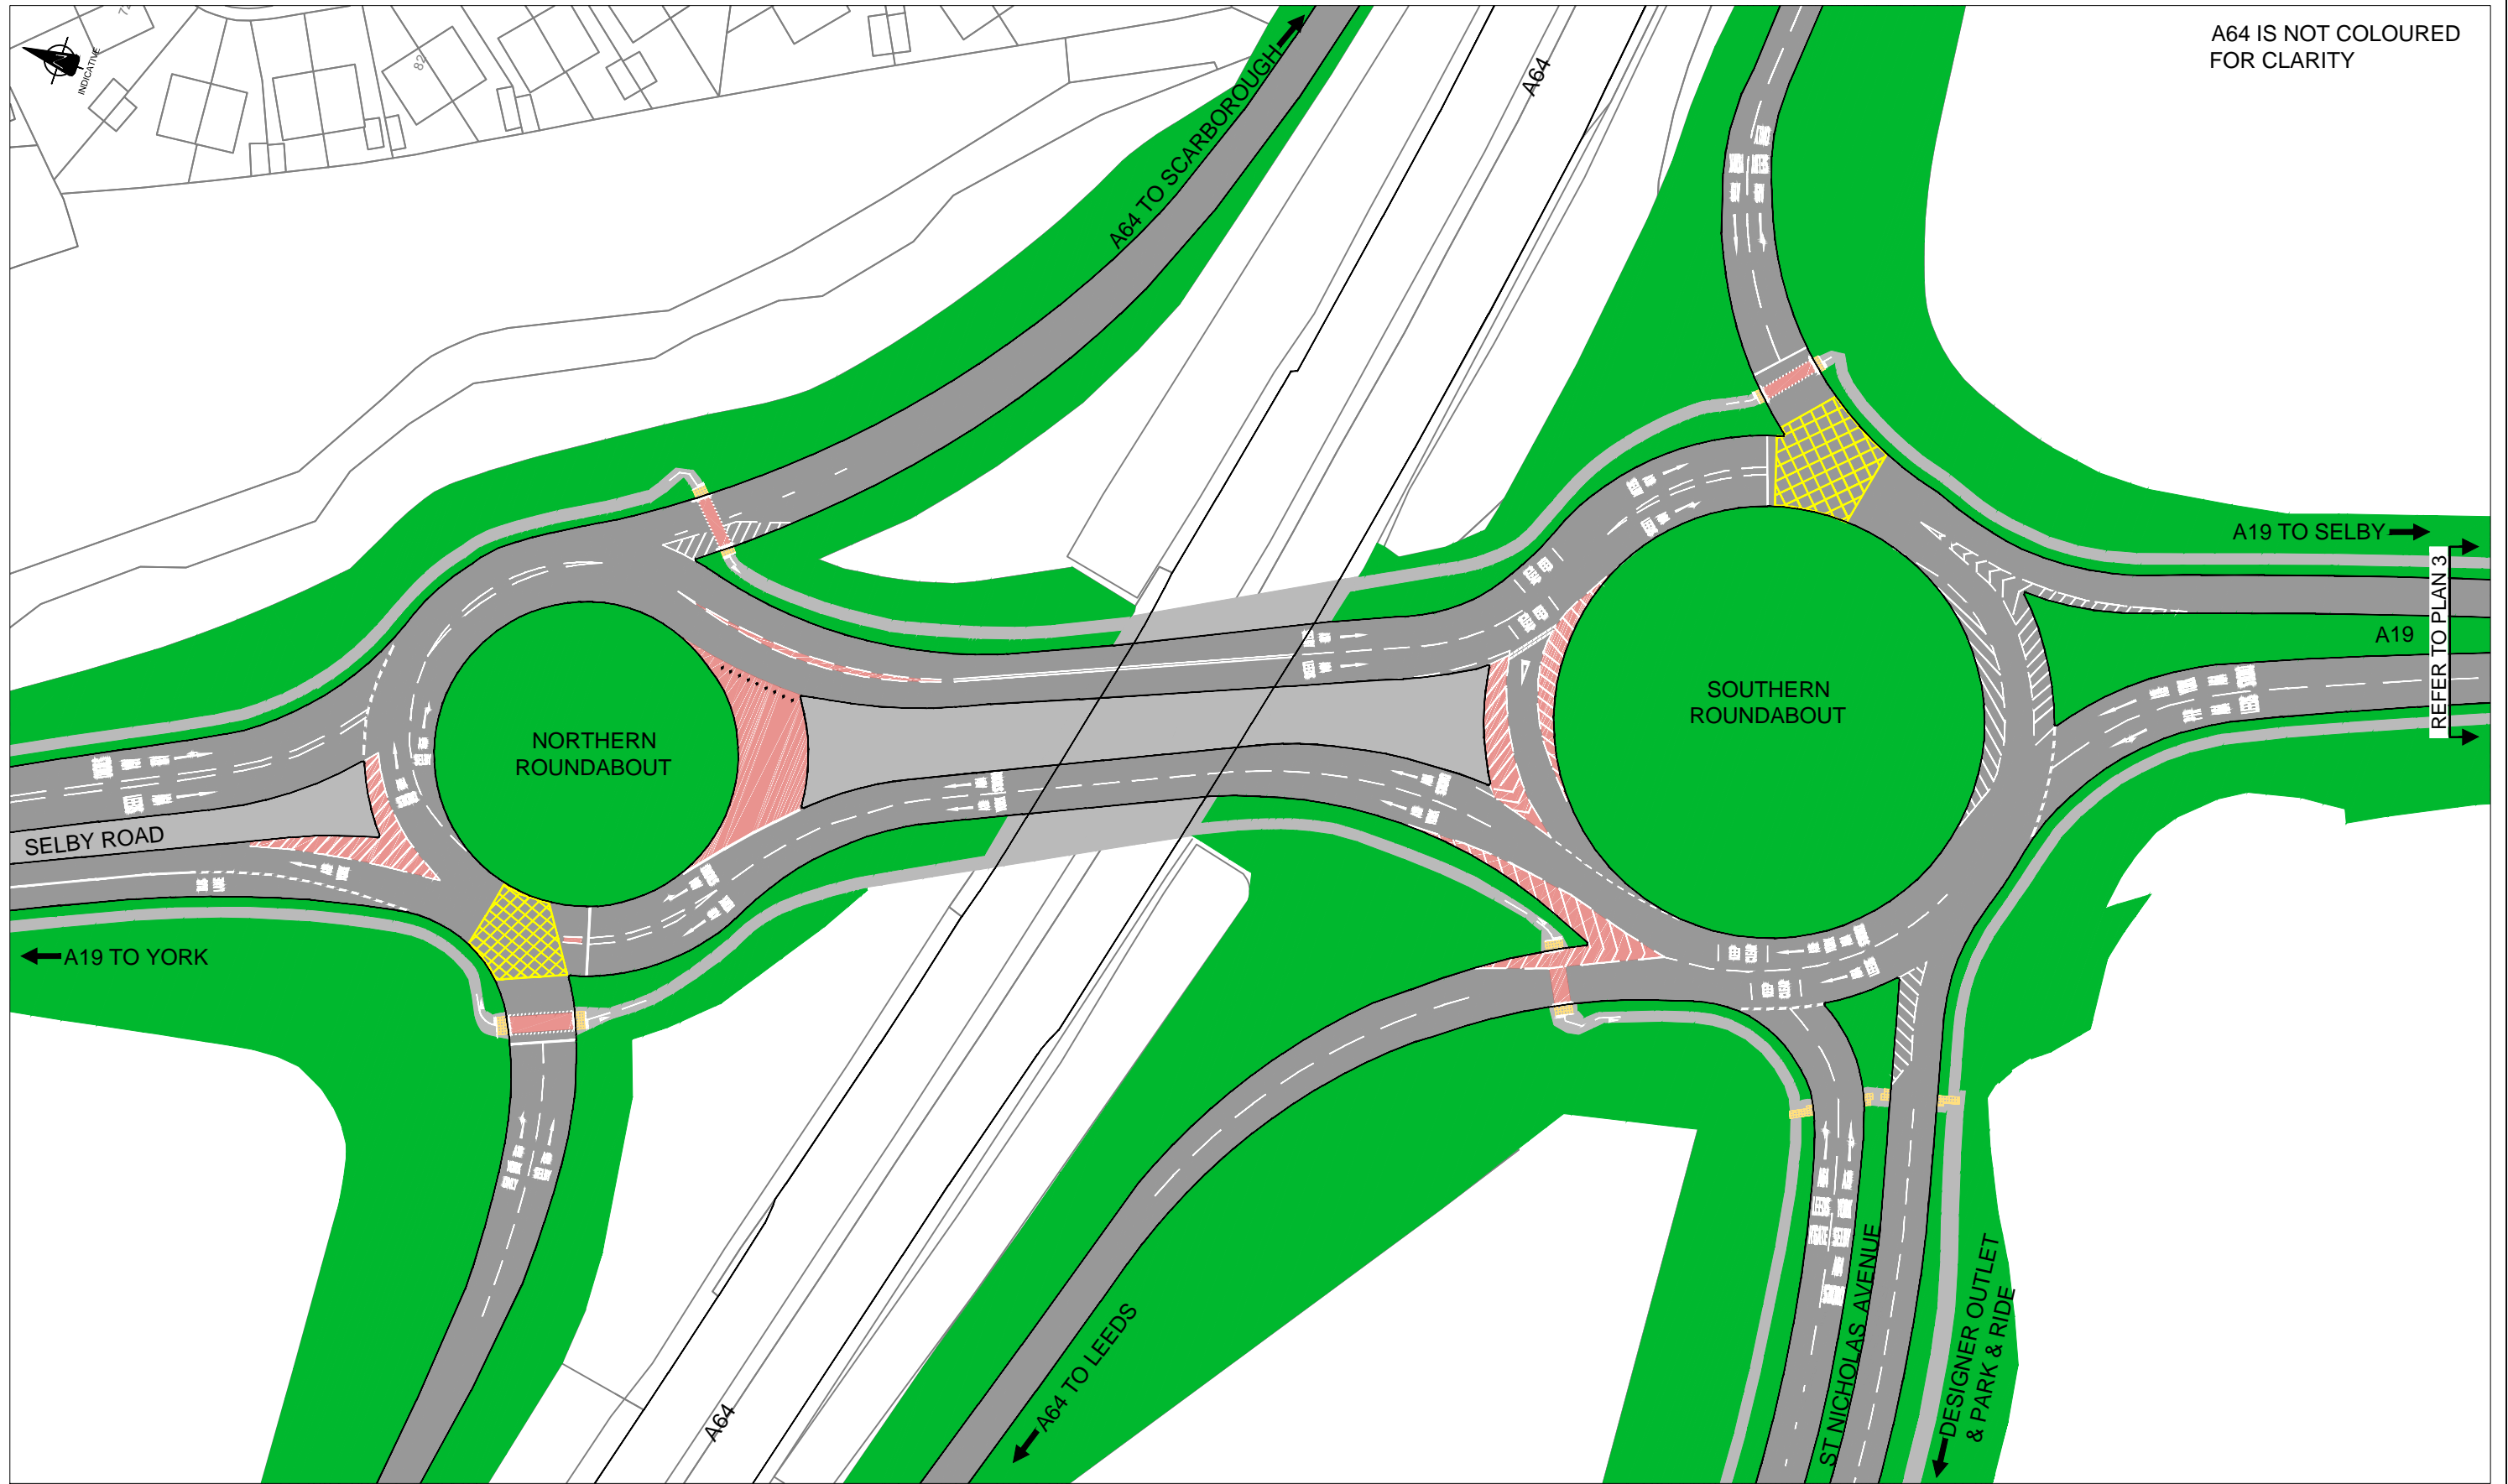 A64 IS NOT COLOURED
FOR CLARITY
INDICATIVE
82
A64 TO SCARBOROUGH
A64
A19 TO SELBY
REFER TO PLAN 3
A19
SOUTHERN
ROUNDABOUT
NORTHERN
ROUNDABOUT
SELBY ROAD
A19 TO YORK
A64 TO LEEDS
A64
ST NICHOLAS AVENUE
DESIGNER OUTLET
& PARK & RIDE